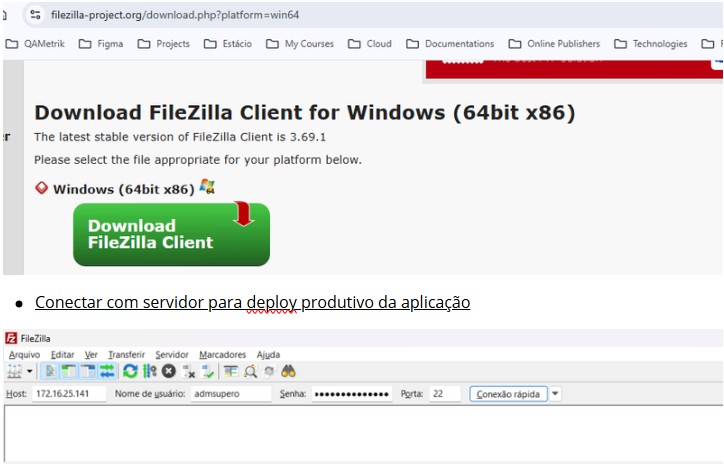 filezilla-project.org/download.php?platform=win64
QAMetrik Figma Projects Estácio My Courses Cloud Documentations Online Publishers Technologies
Download FileZilla Client for Windows (64bit x86)
The latest stable version of FileZilla Client is 3.69.1
Please select the file appropriate for your platform below.
Windows (64bit x86)
Download
FileZilla Client
Conectar com servidor para deploy produtivo da aplicação
FileZilla
Arquivo Editar Ver Transferir Servidor Marcadores Ajuda
Host: 172.16.25.141 Nome de usuário: admsupero Senha: •••••••••••••• Porta: 22 Conexão rápida